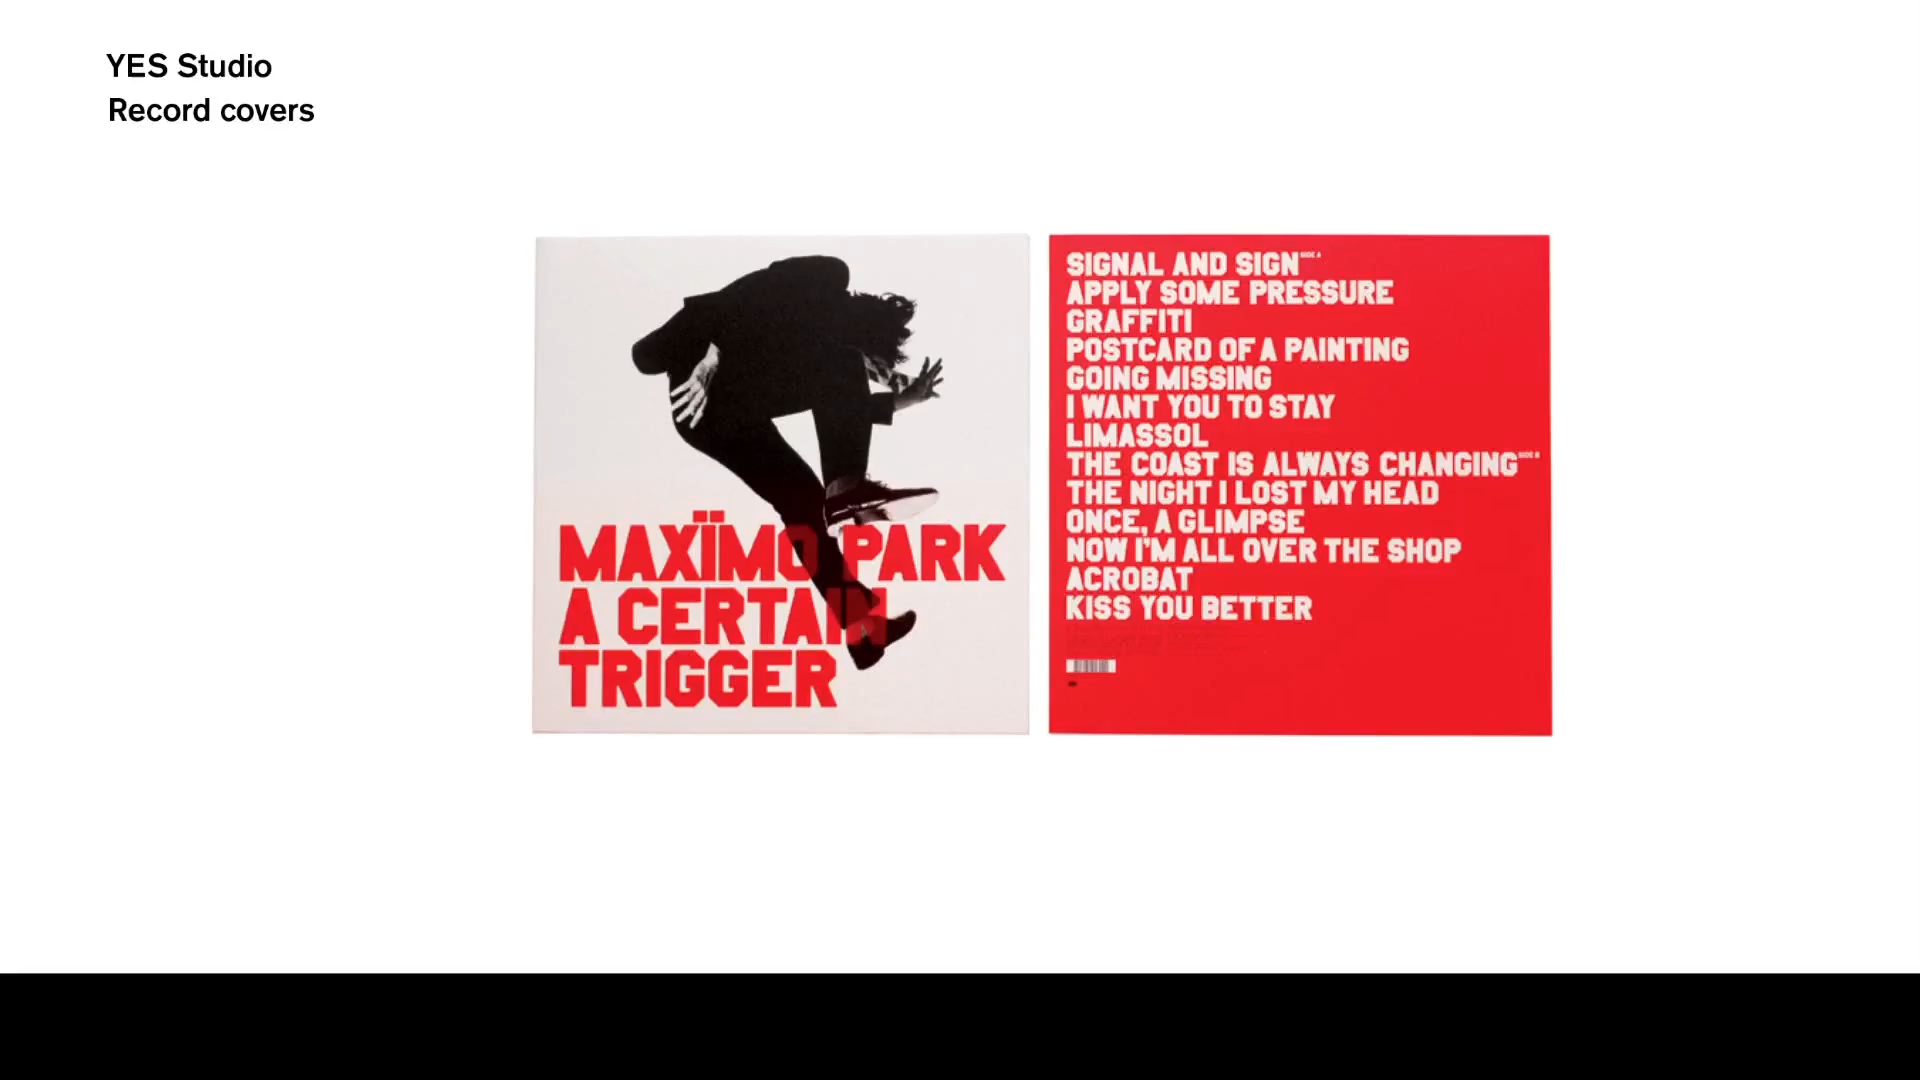 YES Studio
Record covers
MAXÏMO PARK
A CERTAIN
TRIGGER
SIGNAL AND SIGN SIDE A
APPLY SOME PRESSURE
GRAFFITI
POSTCARD OF A PAINTING
GOING MISSING
I WANT YOU TO STAY
LIMASSOL
THE COAST IS ALWAYS CHANGING SIDE B
THE NIGHT I LOST MY HEAD
ONCE, A GLIMPSE
NOW I'M ALL OVER THE SHOP
ACROBAT
KISS YOU BETTER